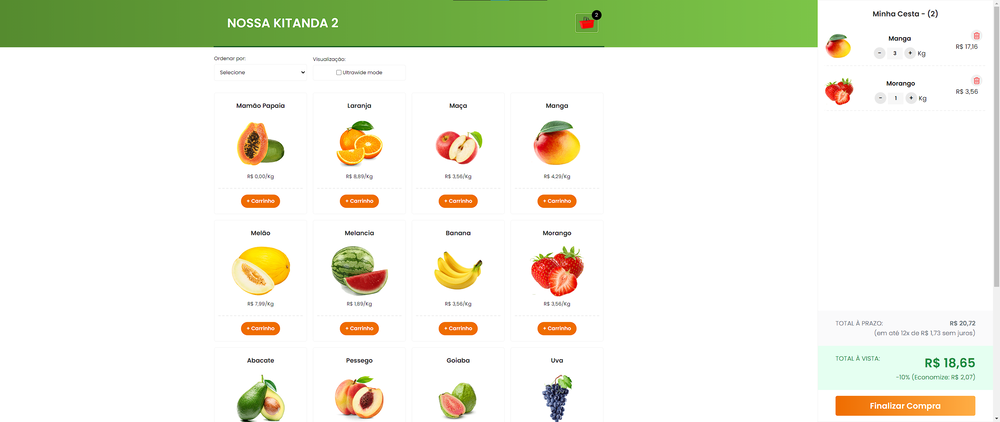 NOSSA KITANDA 2
2
Ordenar por:
Selecione
Visualização:
Ultrawide mode
Mamão Papaia
R$ 0,00/Kg
+ Carrinho
Laranja
R$ 8,89/Kg
+ Carrinho
Maça
R$ 3,56/Kg
+ Carrinho
Manga
R$ 4,29/Kg
+ Carrinho
Melão
R$ 7,99/Kg
+ Carrinho
Melancia
R$ 1,89/Kg
+ Carrinho
Banana
R$ 3,56/Kg
+ Carrinho
Morango
R$ 3,56/Kg
+ Carrinho
Abacate
Pessego
Goiaba
Uva
Minha Cesta - (2)
Manga
- 3 + Kg
R$ 17,16
Morango
- 1 + Kg
R$ 3,56
TOTAL À PRAZO: R$ 20,72
(em até 12x de R$ 1,73 sem juros)
TOTAL À VISTA: R$ 18,65
-10% (Economize: R$ 2,07)
Finalizar Compra